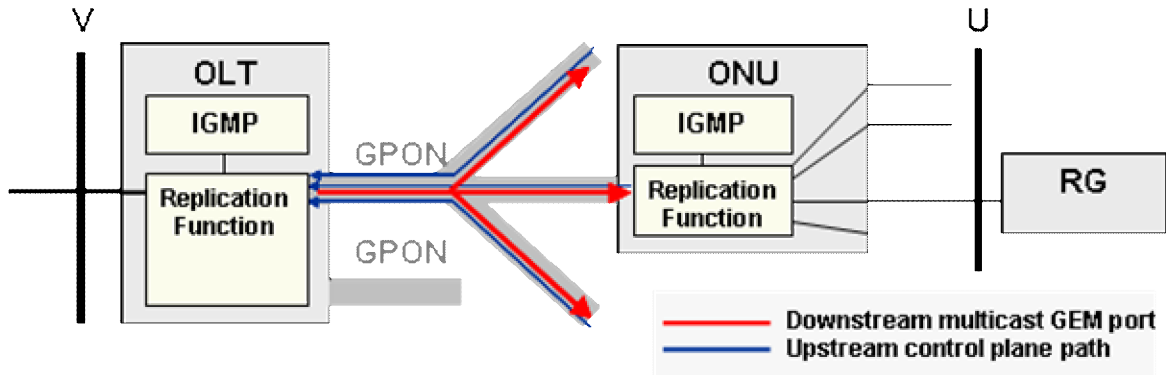 V
U
OLT
ONU
IGMP
IGMP
GPON
Replication
Function
Replication
Function
RG
GPON
Downstream multicast GEM port
Upstream control plane path